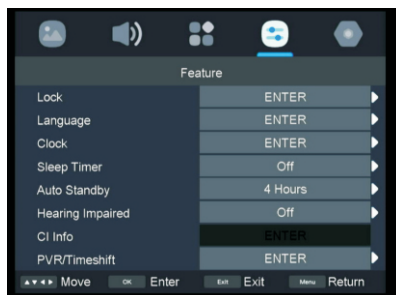 Feature
Lock ENTER
Language ENTER
Clock ENTER
Sleep Timer Off
Auto Standby 4 Hours
Hearing Impaired Off
CI Info ENTER
PVR/Timeshift ENTER
Move OK Enter Exit Exit Menu Return